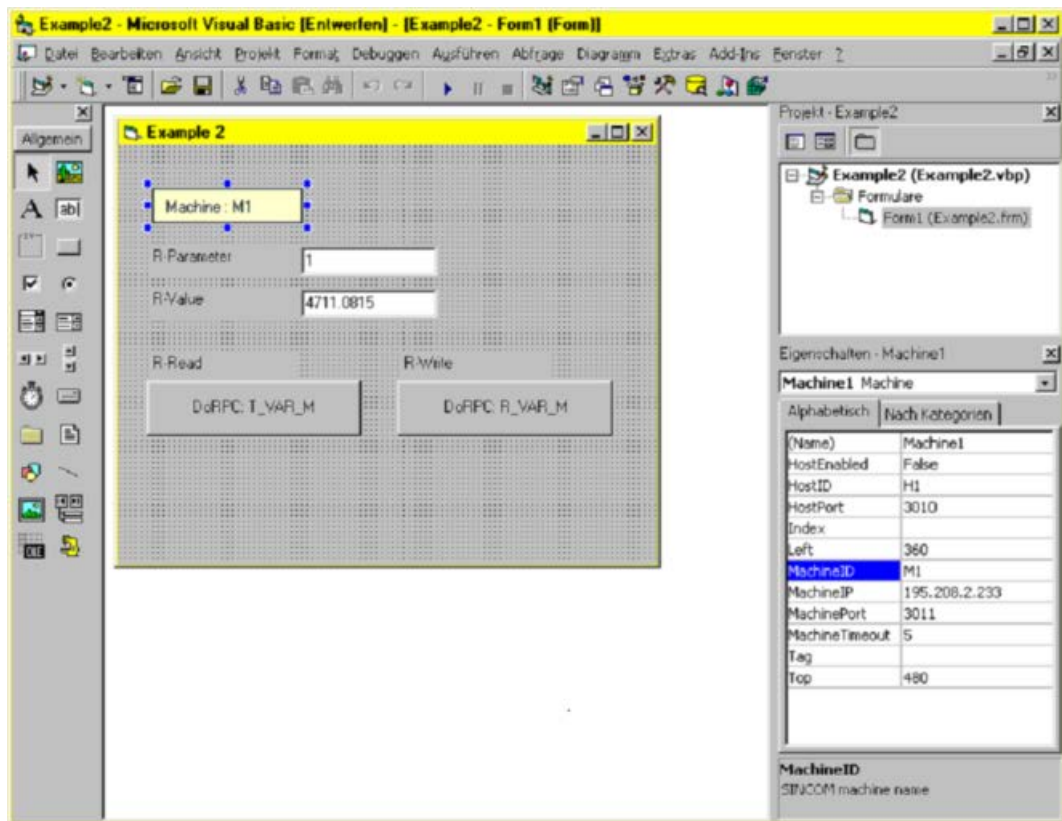 Example2 - Microsoft Visual Basic [Entwerfen] - [Example2 - Form1 (Form)]
Datei Bearbeiten Ansicht Projekt Format Debuggen Ausführen Abfrage Diagramm Extras Add-Ins Fenster ?
Allgemein
A
ab|
Example 2
Machine : M1
R-Parameter
1
R-Value
4711.0815
R-Read
R-Write
DoRPC: T_VAR_M
DoRPC: R_VAR_M
Projekt - Example2
Example2 (Example2.vbp)
Formulare
Form1 (Example2.frm)
Eigenschaften - Machine1
Machine1 Machine
Alphabetisch
Nach Kategorien
(Name) Machine1
HostEnabled False
HostID H1
HostPort 3010
Index
Left 360
MachineID M1
MachineIP 195.208.2.233
MachinePort 3011
MachineTimeout 5
Tag
Top 480
MachineID
SINCOM machine name